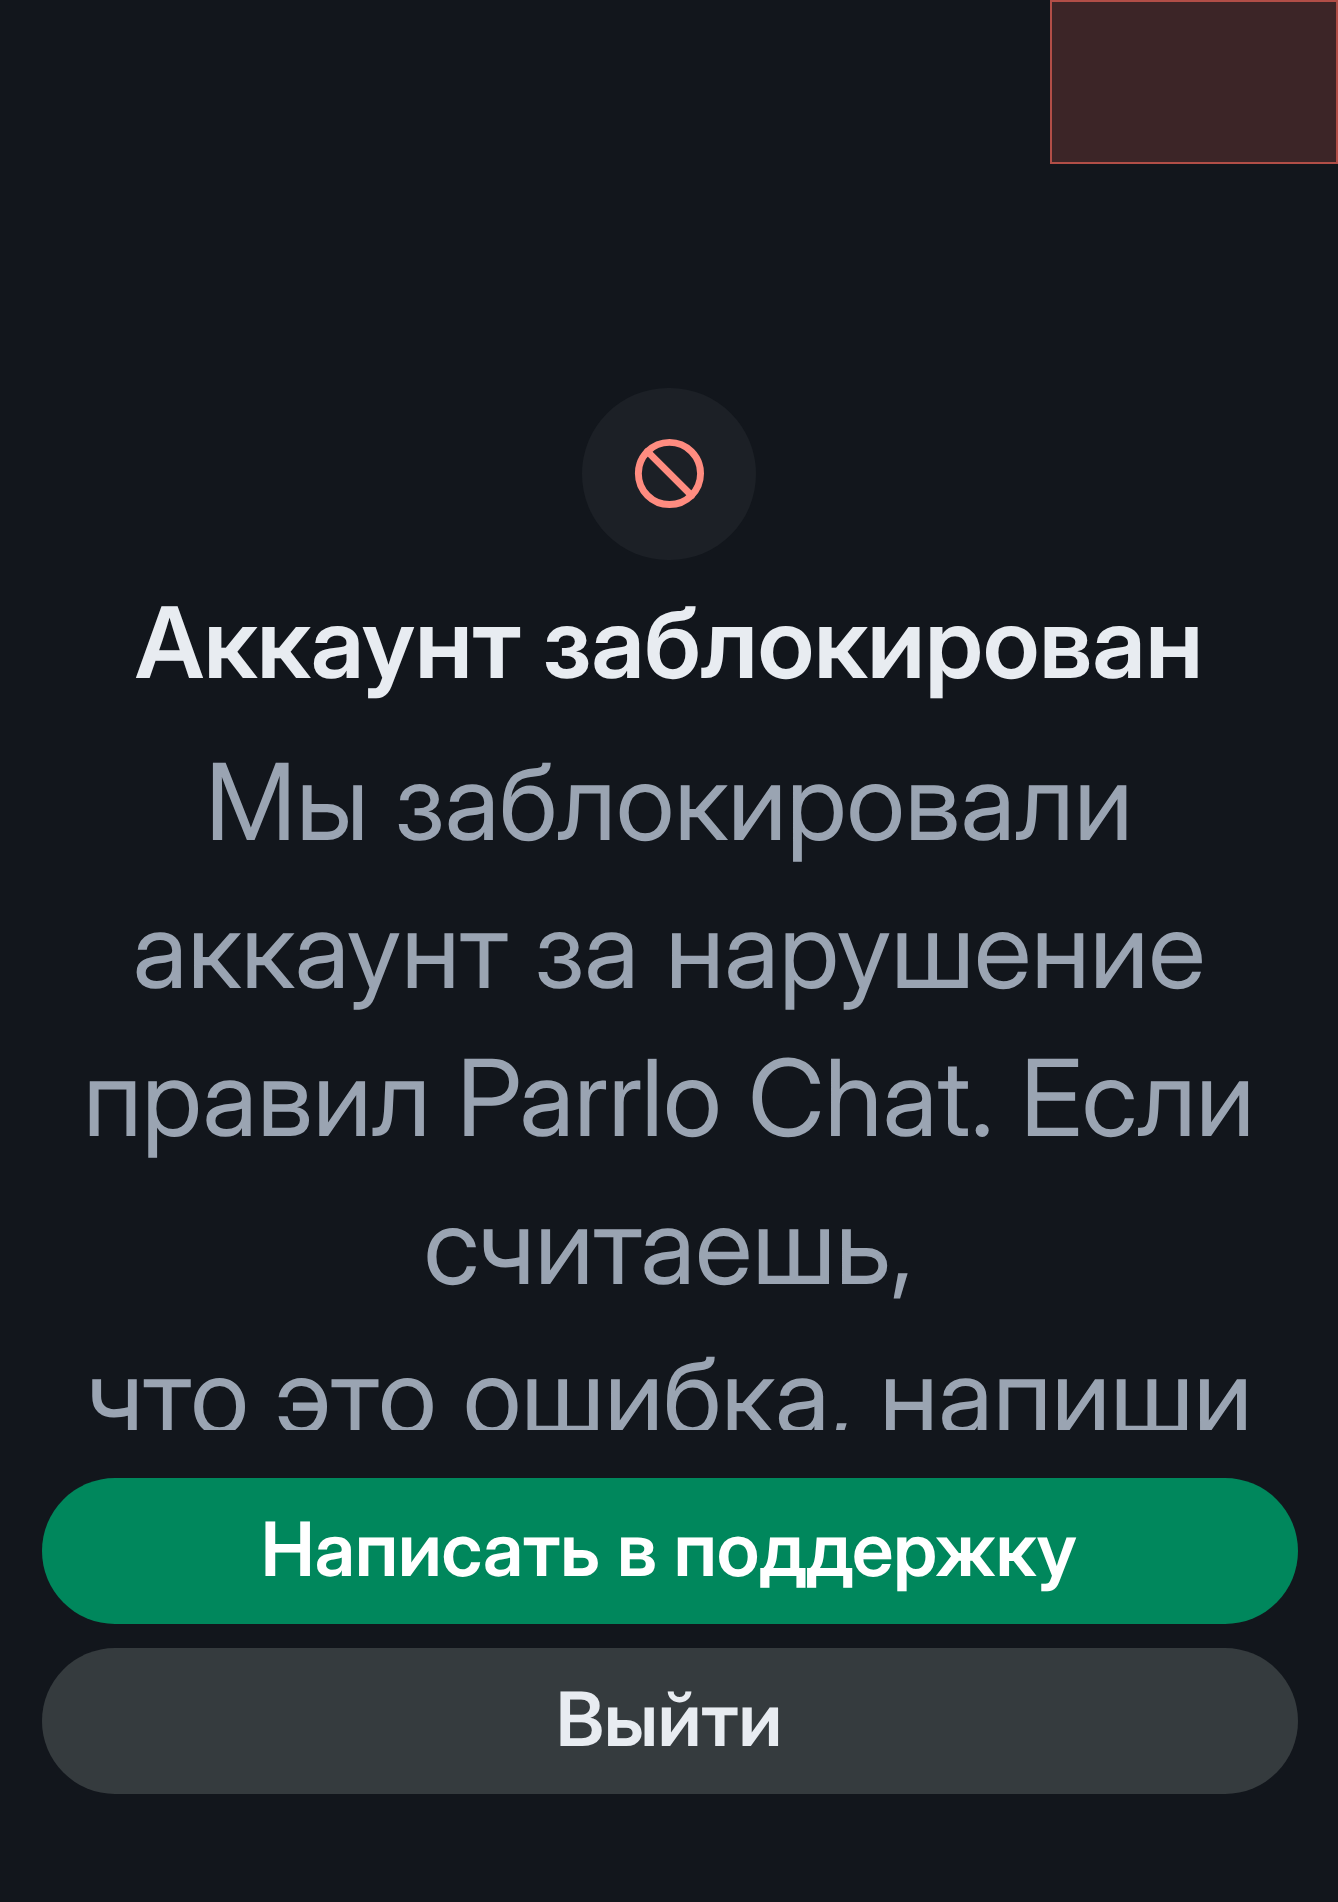 Аккаунт заблокирован
Мы заблокировали
аккаунт за нарушение
правил Parrlo Chat. Если
считаешь,
что это ошибка, напиши
Написать в поддержку
Выйти